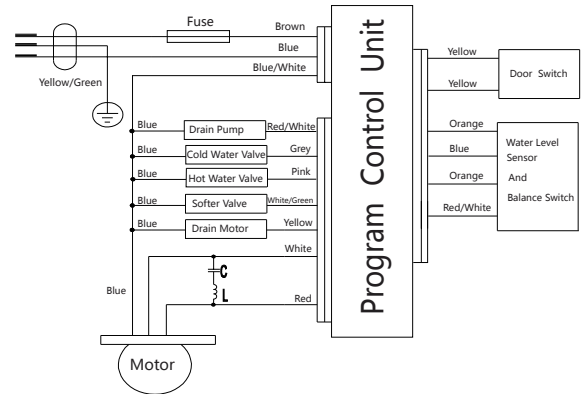 Fuse
Brown
Blue
Blue/White
Yellow/Green
Blue
Drain Pump
Red/White
Blue
Cold Water Valve
Grey
Blue
Hot Water Valve
Pink
Blue
Softer Valve
White/Green
Blue
Drain Motor
Yellow
White
C
L
Blue
Red
Motor
Program Control Unit
Yellow
Yellow
Door Switch
Orange
Blue
Orange
Red/White
Water Level
Sensor
And
Balance Switch